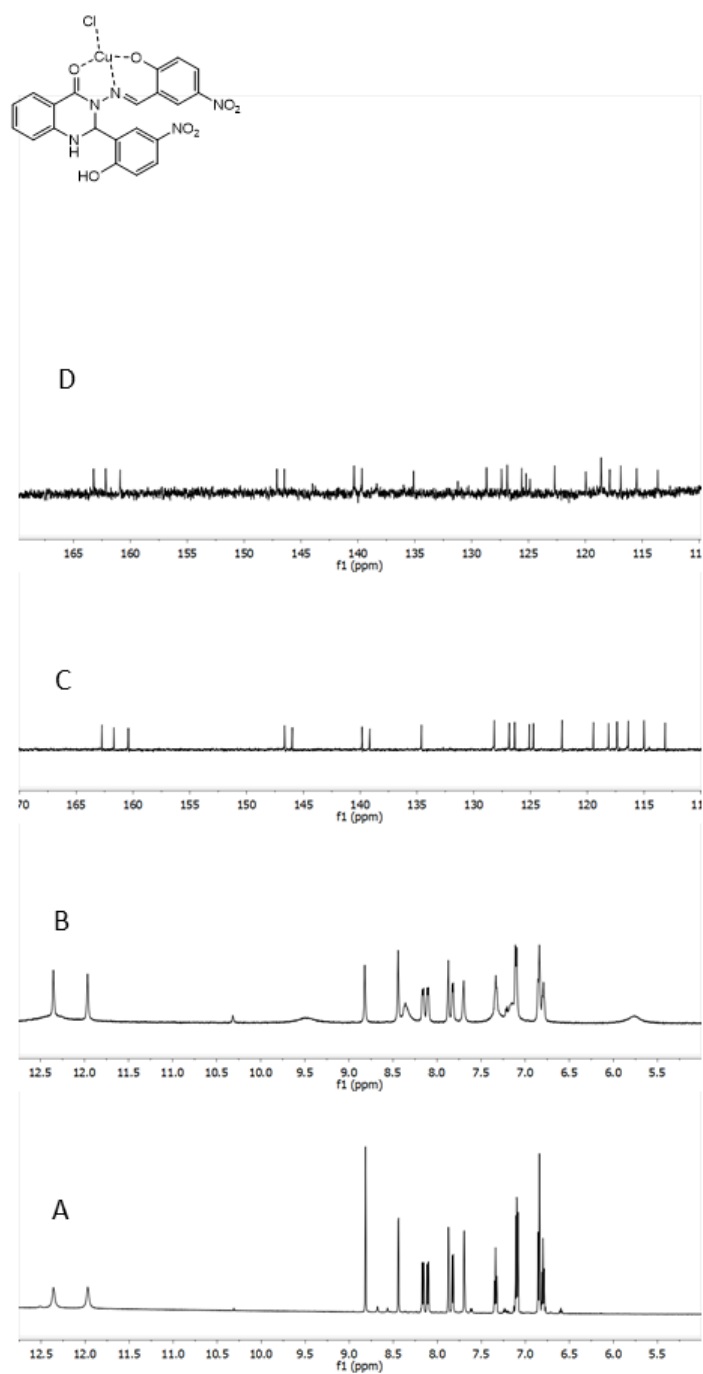 Cl
Cu O
O
N N
NO₂
N
H
NO₂
HO
D
165 160 155 150 145 140 135 130 125 120 115 11
f1 (ppm)
C
70 165 160 155 150 145 140 135 130 125 120 115 11
f1 (ppm)
B
12.5 12.0 11.5 11.0 10.5 10.0 9.5 9.0 8.5 8.0 7.5 7.0 6.5 6.0 5.5
f1 (ppm)
A
12.5 12.0 11.5 11.0 10.5 10.0 9.5 9.0 8.5 8.0 7.5 7.0 6.5 6.0 5.5
f1 (ppm)